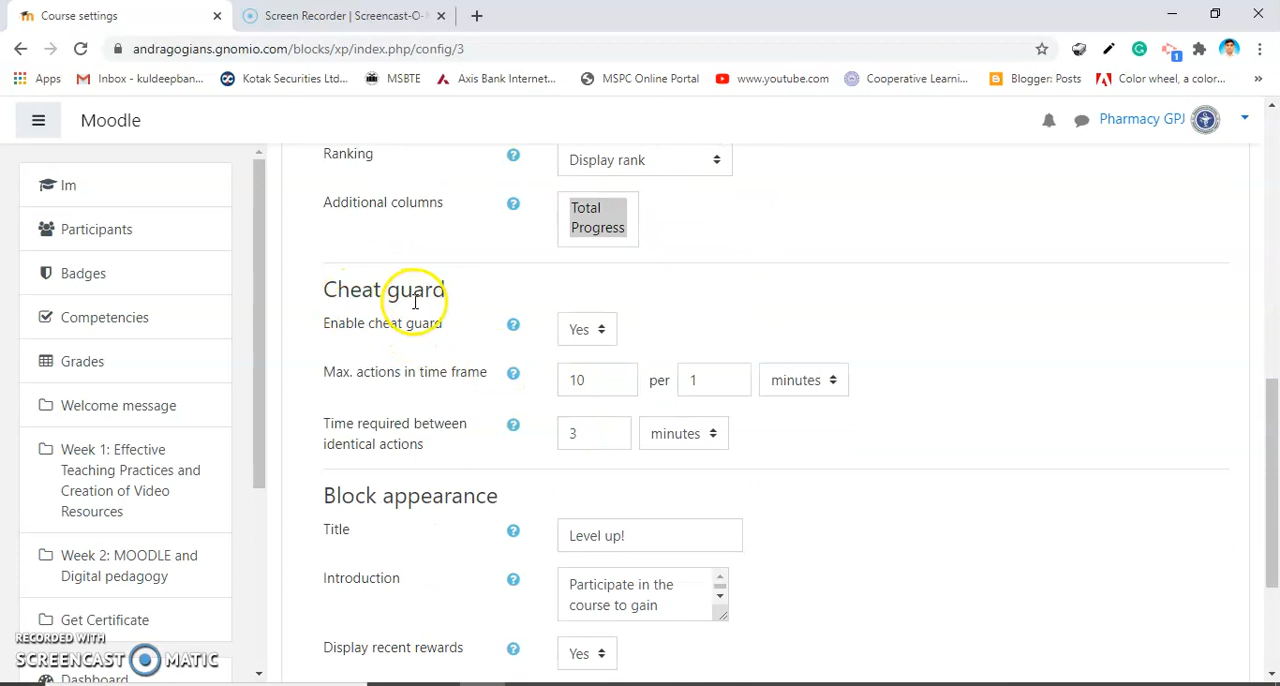 Course settings
Screen Recorder | Screencast-O-
andragogians.gnomio.com/blocks/xp/index.php/config/3
1
Apps
Inbox - kuldeepban...
Kotak Securities Ltd...
MSBTE
Axis Bank Internet...
MSPC Online Portal
www.youtube.com
Cooperative Learni...
Blogger: Posts
Color wheel, a color...
»
Moodle
Pharmacy GPJ
Im
Participants
Badges
Competencies
Grades
Welcome message
Week 1: Effective
Teaching Practices and
Creation of Video
Resources
Week 2: MOODLE and
Digital pedagogy
Get Certificate
Dashboard
Ranking
Display rank
Additional columns
Total
Progress
Cheat guard
Enable cheat guard
Yes
Max. actions in time frame
10 per 1 minutes
Time required between
identical actions
3 minutes
Block appearance
Title
Level up!
Introduction
Participate in the
course to gain
Display recent rewards
Yes
RECORDED WITH
SCREENCAST MATIC